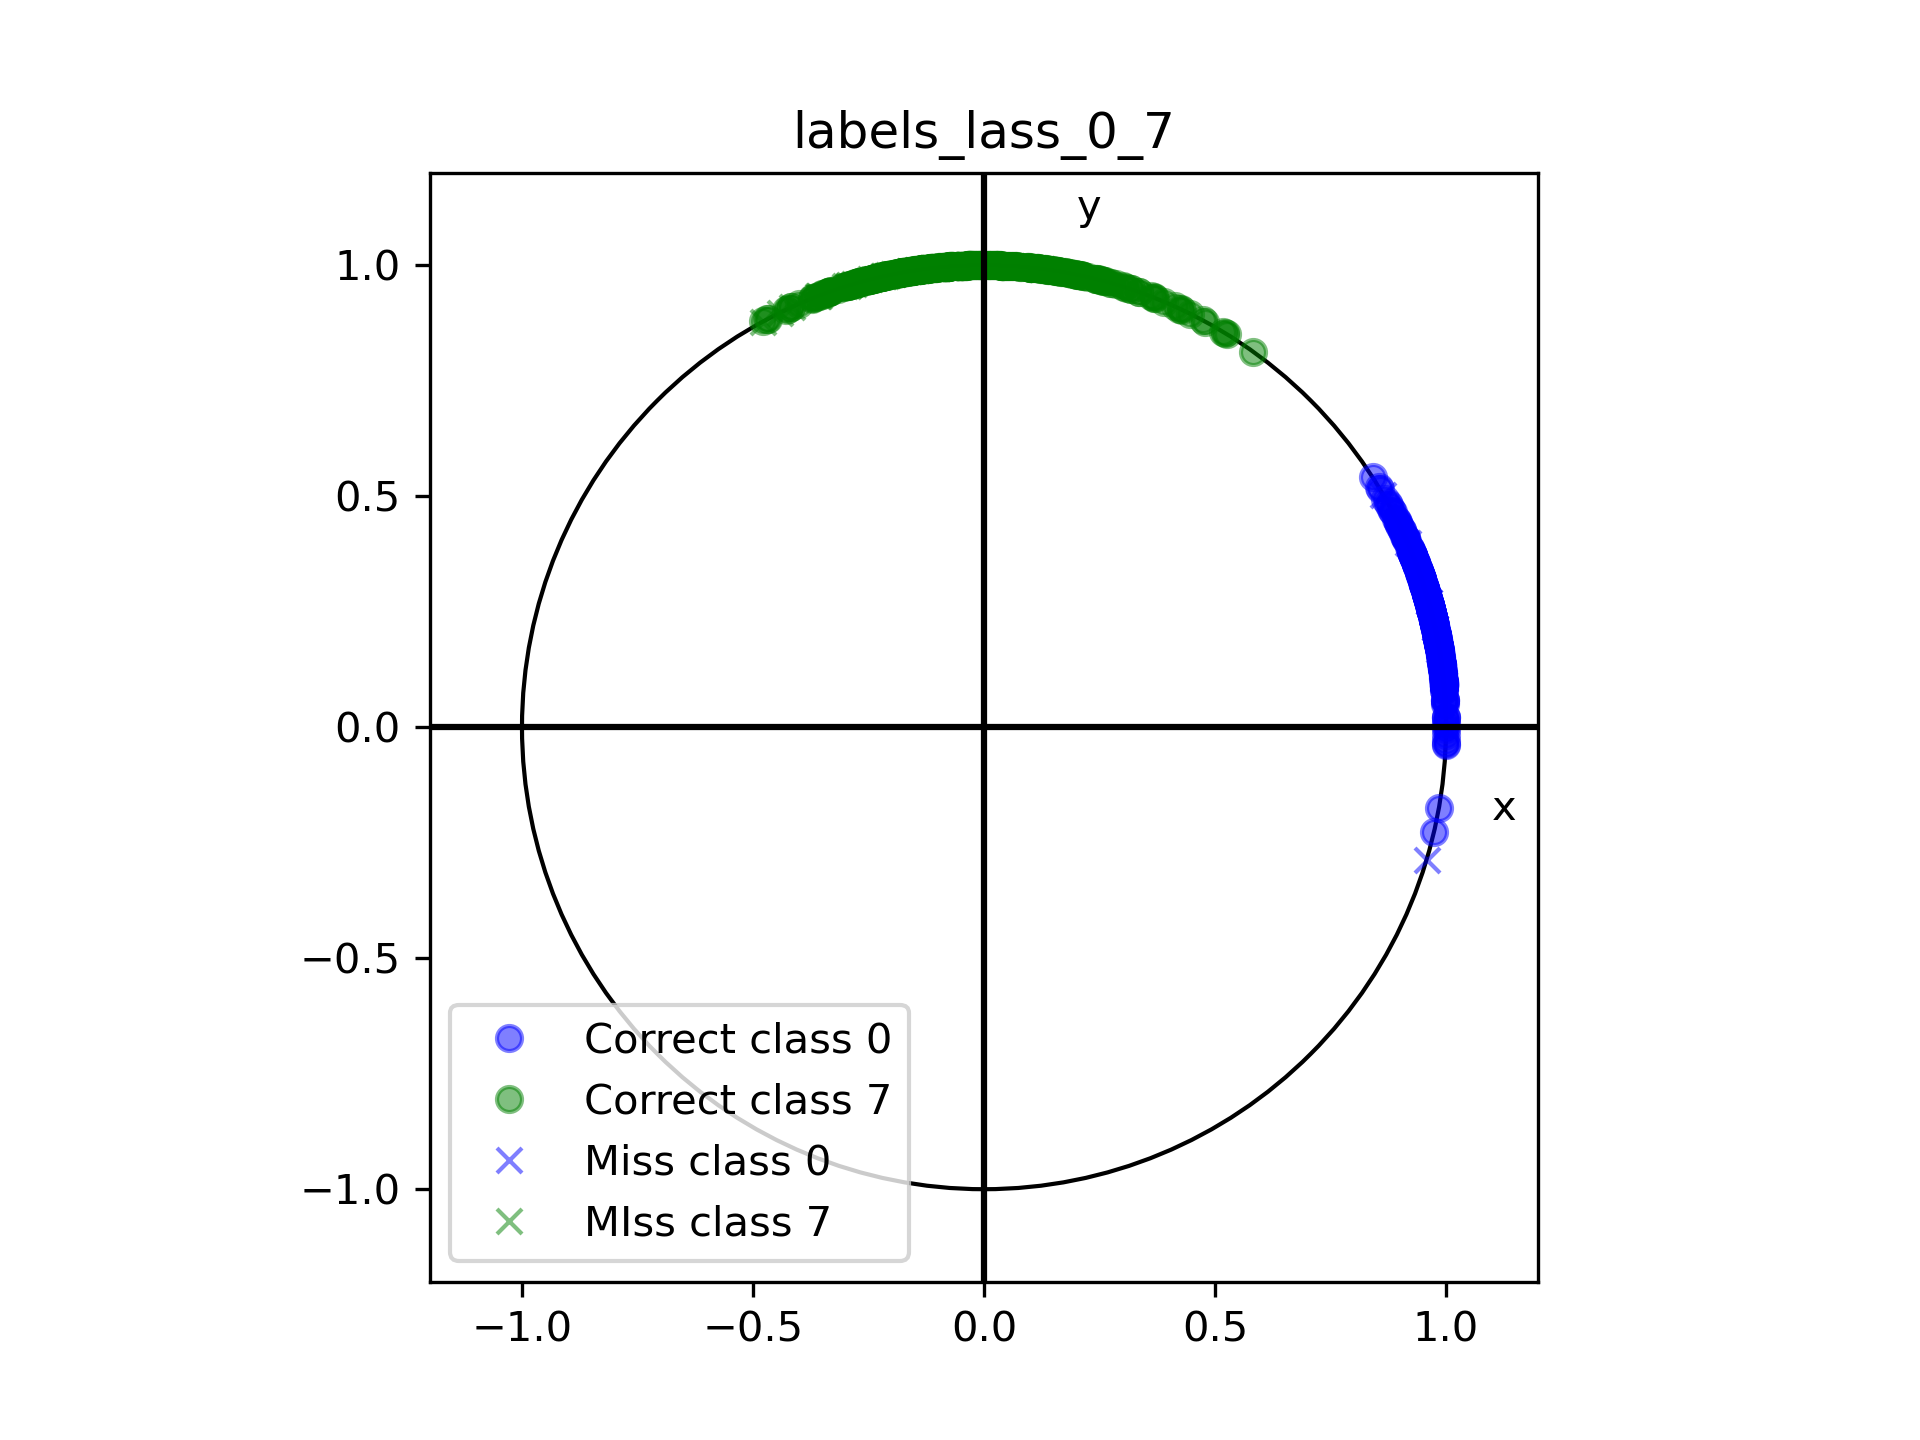 labels_lass_0_7
y
1.0
0.5
0.0
x
−0.5
−1.0
Correct class 0
Correct class 7
Miss class 0
MIss class 7
−1.0 −0.5 0.0 0.5 1.0